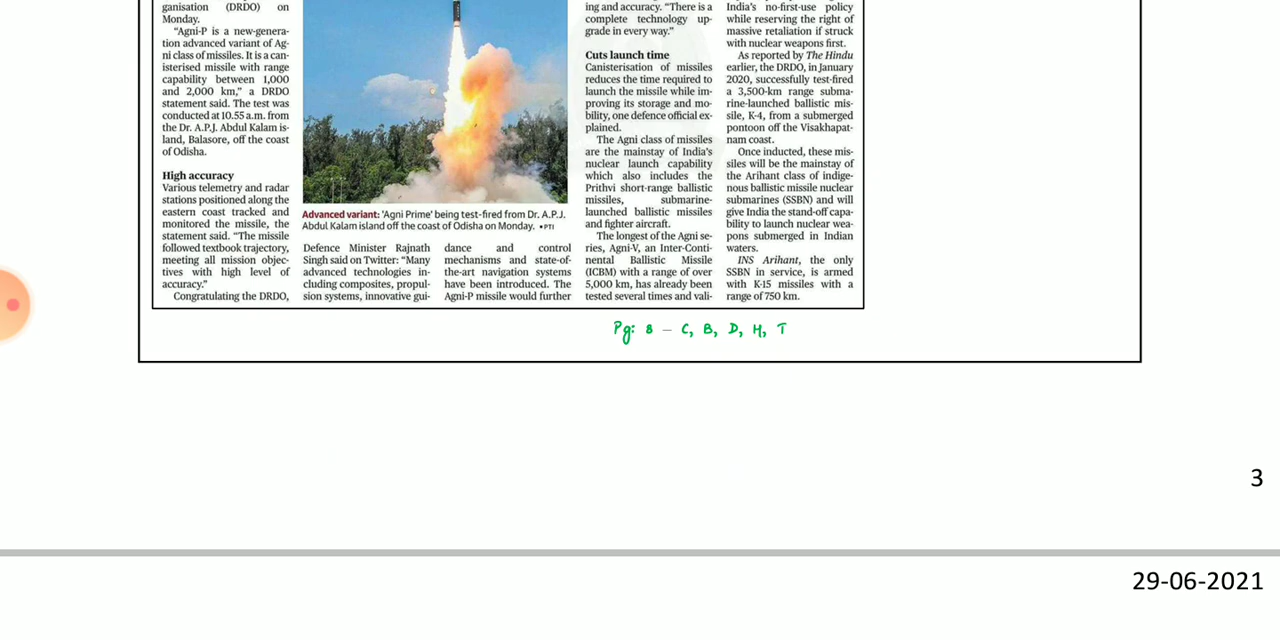 ganisation (DRDO) on
Monday.
“Agni-P is a new-genera-
tion advanced variant of Ag-
ni class of missiles. It is a can-
isterised missile with range
capability between 1,000
and 2,000 km,” a DRDO
statement said. The test was
conducted at 10.55 a.m. from
the Dr. A.P.J. Abdul Kalam is-
land, Balasore, off the coast
of Odisha.
High accuracy
Various telemetry and radar
stations positioned along the
eastern coast tracked and
monitored the missile, the
statement said. “The missile
followed textbook trajectory,
meeting all mission objec-
tives with high level of
accuracy.”
Congratulating the DRDO,
Advanced variant: 'Agni Prime' being test-fired from Dr. A.P.J.
Abdul Kalam island off the coast of Odisha on Monday. •PTI
Defence Minister Rajnath
Singh said on Twitter: “Many
advanced technologies in-
cluding composites, propul-
sion systems, innovative gui-
dance and control
mechanisms and state-of-
the-art navigation systems
have been introduced. The
Agni-P missile would further
ing and accuracy. “There is a
complete technology up-
grade in every way.”
Cuts launch time
Canisterisation of missiles
reduces the time required to
launch the missile while im-
proving its storage and mo-
bility, one defence official ex-
plained.
The Agni class of missiles
are the mainstay of India's
nuclear launch capability
which also includes the
Prithvi short-range ballistic
missiles, submarine-
launched ballistic missiles
and fighter aircraft.
The longest of the Agni se-
ries, Agni-V, an Inter-Conti-
nental Ballistic Missile
(ICBM) with a range of over
5,000 km, has already been
tested several times and vali-
India's no-first-use policy
while reserving the right of
massive retaliation if struck
with nuclear weapons first.
As reported by The Hindu
earlier, the DRDO, in January
2020, successfully test-fired
a 3,500-km range subma-
rine-launched ballistic mis-
sile, K-4, from a submerged
pontoon off the Visakhapat-
nam coast.
Once inducted, these mis-
siles will be the mainstay of
the Arihant class of indige-
nous ballistic missile nuclear
submarines (SSBN) and will
give India the stand-off capa-
bility to launch nuclear wea-
pons submerged in Indian
waters.
INS Arihant, the only
SSBN in service, is armed
with K-15 missiles with a
range of 750 km.
Pg: 8 – C, B, D, H, T
3
29-06-2021